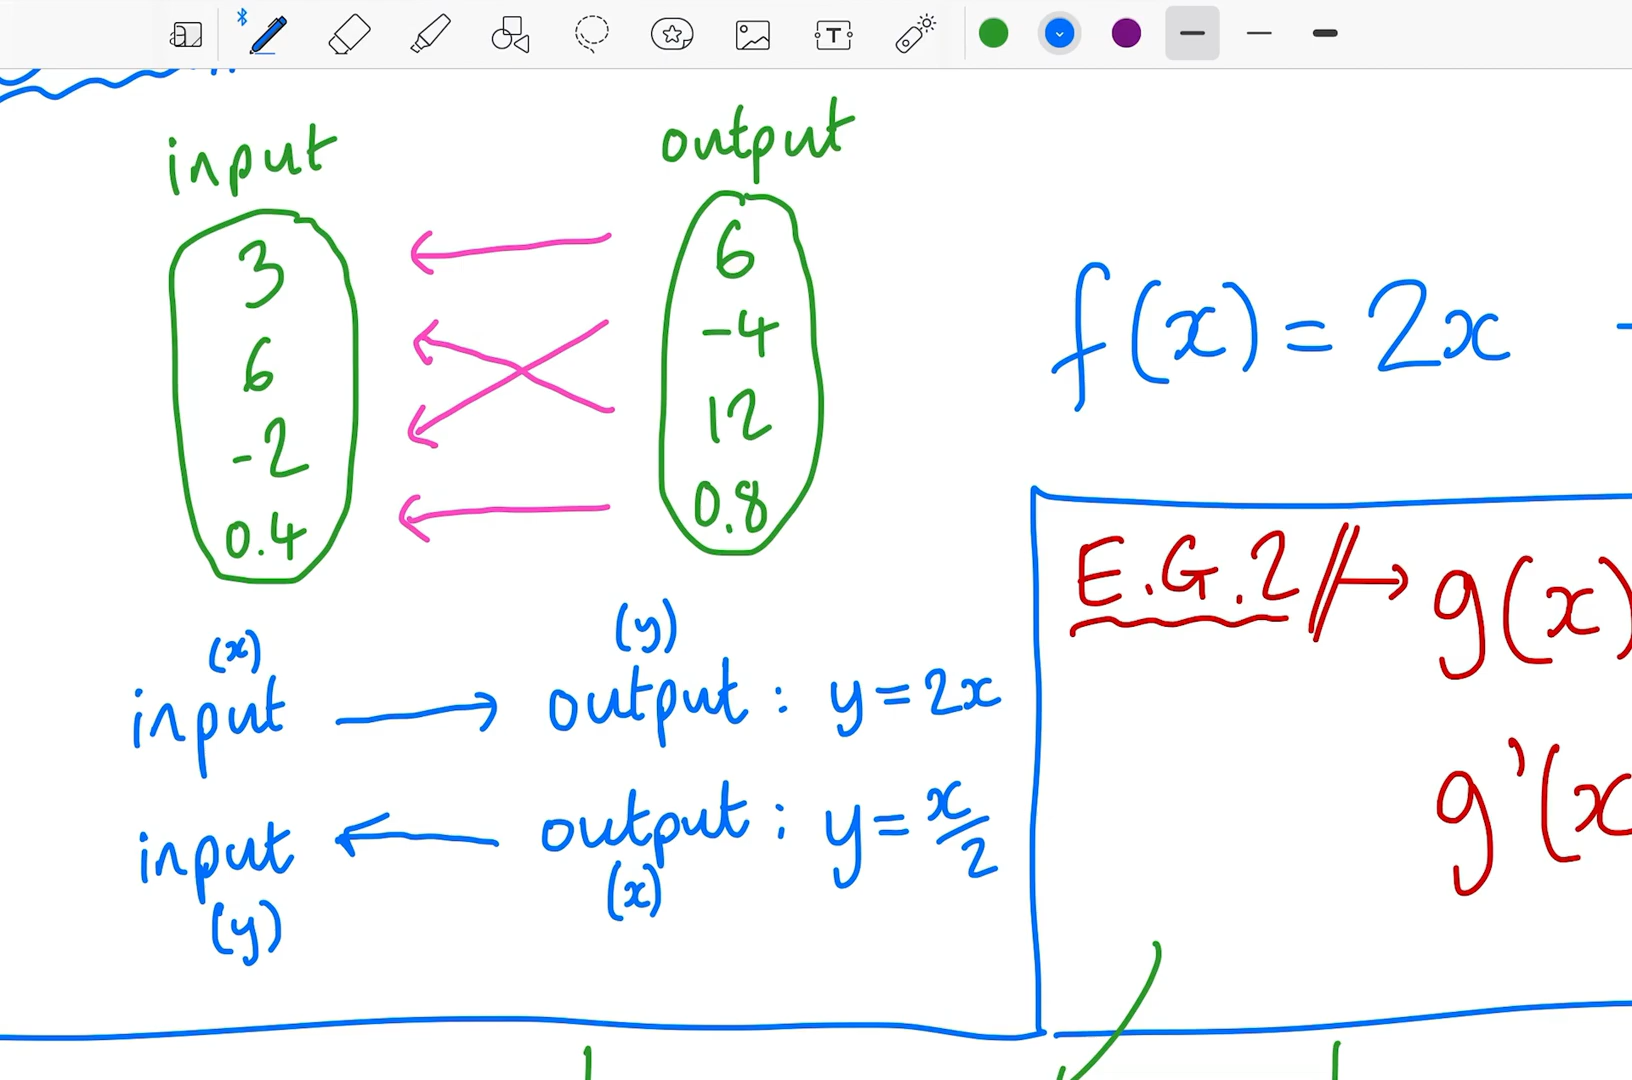 input
output
3
6
-2
0.4
6
-4
12
0.8
(x)
(y)
input → output : y = 2x
input ← output : y = x/2
(y)
(x)
f(x) = 2x
E.G.2 // → g(x)
g'(x
T